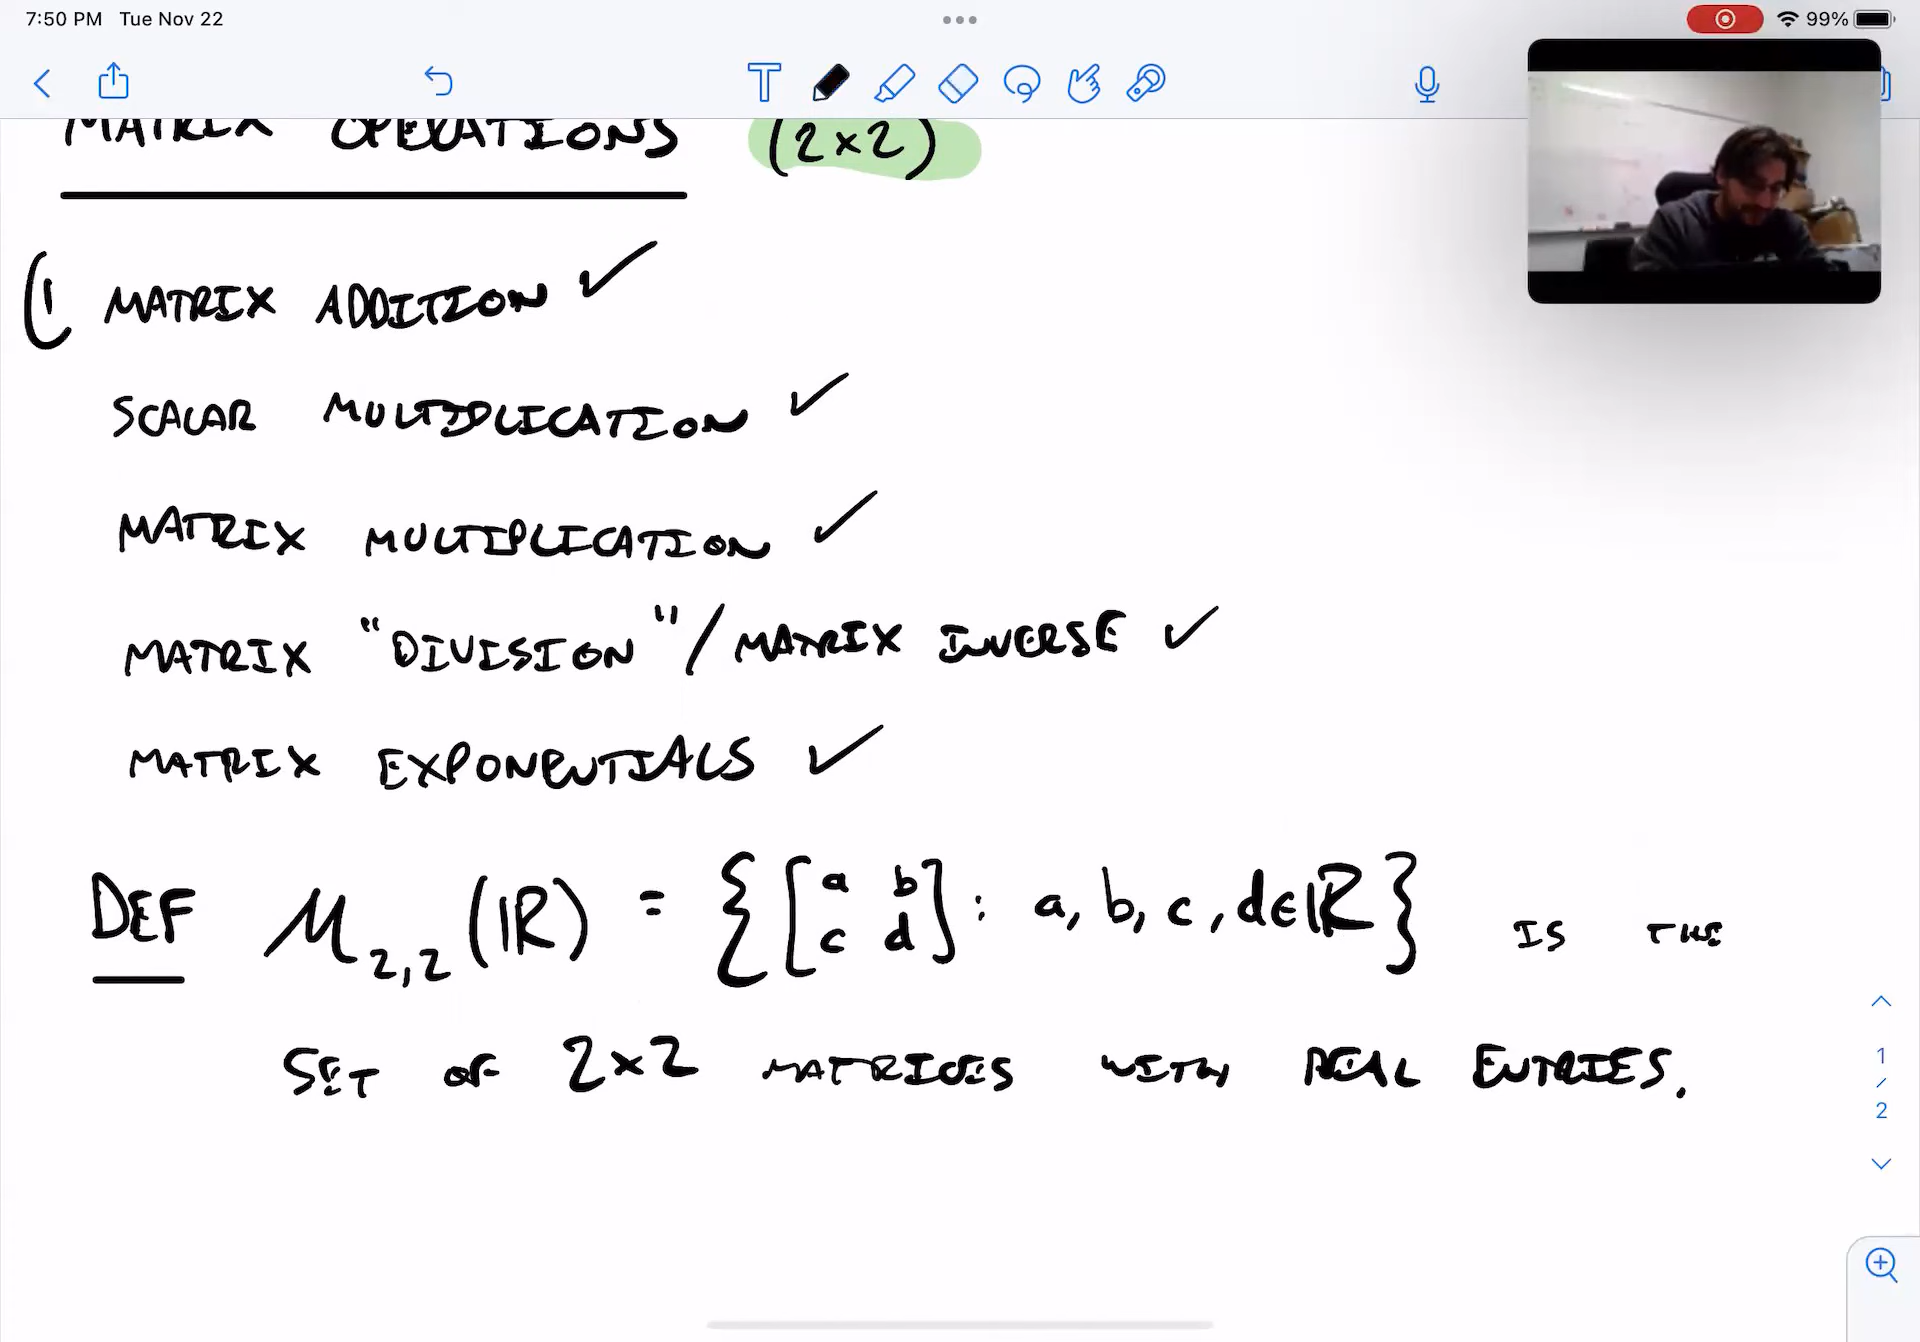 7:50 PM Tue Nov 22
99%
T
MATRIX OPERATIONS (2×2)
(1 MATRIX ADDITION ✓
SCALAR MULTIPLICATION ✓
MATRIX MULTIPLICATION ✓
MATRIX "DIVISION" / MATRIX INVERSE ✓
MATRIX EXPONENTIALS ✓
DEF M₂,₂(ℝ) = {[a b; c d] : a, b, c, d∈ℝ} IS THE
SET OF 2×2 MATRICES WITH REAL ENTRIES.
1
/
2